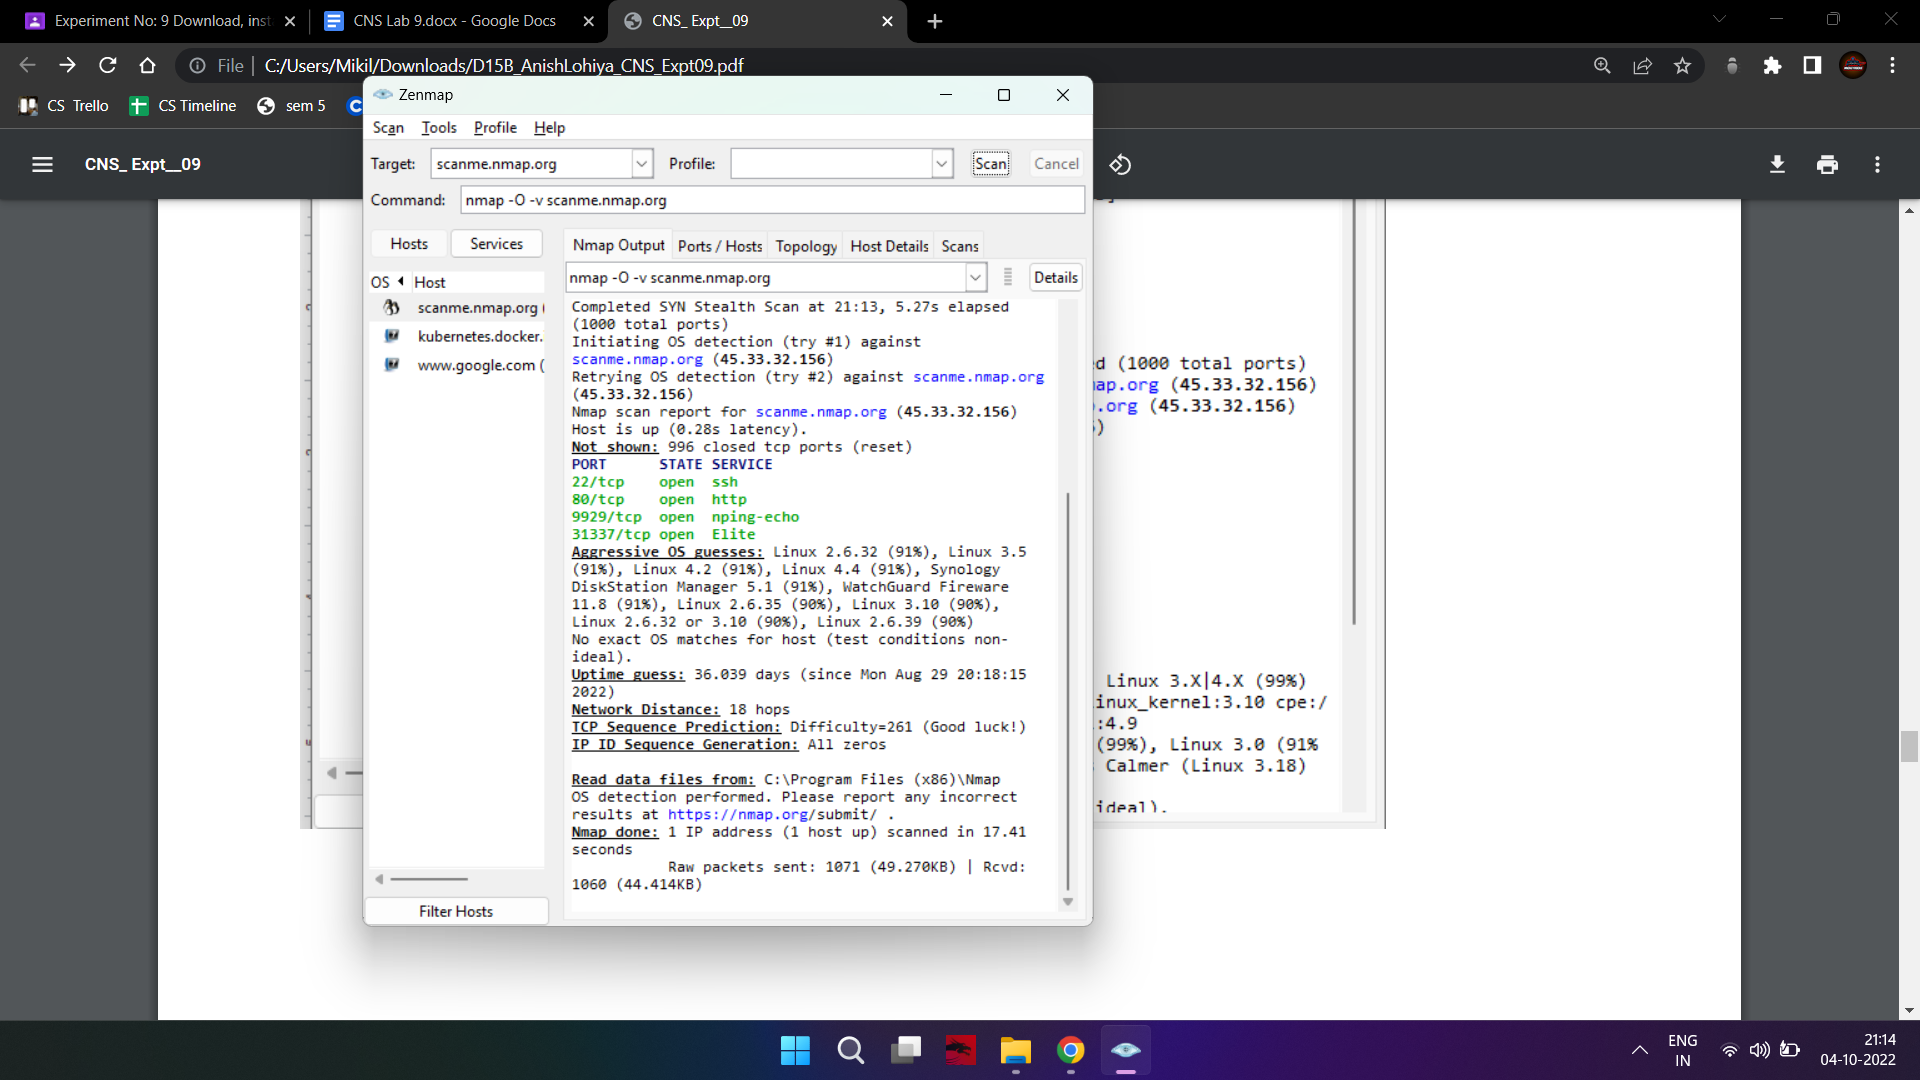 Experiment No: 9 Download, inst
CNS Lab 9.docx - Google Docs
CNS_ Expt__09
File
C:/Users/Mikil/Downloads/D15B_AnishLohiya_CNS_Expt09.pdf
CS Trello
CS Timeline
sem 5
CNS_ Expt__09
Zenmap
Scan Tools Profile Help
Target: scanme.nmap.org Profile: Scan Cancel
Command: nmap -O -v scanme.nmap.org
Hosts Services
OS Host
scanme.nmap.org (
kubernetes.docker.
www.google.com (
Filter Hosts
Nmap Output Ports / Hosts Topology Host Details Scans
nmap -O -v scanme.nmap.org Details
Completed SYN Stealth Scan at 21:13, 5.27s elapsed
(1000 total ports)
Initiating OS detection (try #1) against
scanme.nmap.org (45.33.32.156)
Retrying OS detection (try #2) against scanme.nmap.org
(45.33.32.156)
Nmap scan report for scanme.nmap.org (45.33.32.156)
Host is up (0.28s latency).
Not shown: 996 closed tcp ports (reset)
PORT STATE SERVICE
22/tcp open ssh
80/tcp open http
9929/tcp open nping-echo
31337/tcp open Elite
Aggressive OS guesses: Linux 2.6.32 (91%), Linux 3.5
(91%), Linux 4.2 (91%), Linux 4.4 (91%), Synology
DiskStation Manager 5.1 (91%), WatchGuard Fireware
11.8 (91%), Linux 2.6.35 (90%), Linux 3.10 (90%),
Linux 2.6.32 or 3.10 (90%), Linux 2.6.39 (90%)
No exact OS matches for host (test conditions non-
ideal).
Uptime guess: 36.039 days (since Mon Aug 29 20:18:15
2022)
Network Distance: 18 hops
TCP Sequence Prediction: Difficulty=261 (Good luck!)
IP ID Sequence Generation: All zeros
Read data files from: C:\Program Files (x86)\Nmap
OS detection performed. Please report any incorrect
results at https://nmap.org/submit/ .
Nmap done: 1 IP address (1 host up) scanned in 17.41
seconds
Raw packets sent: 1071 (49.270KB) | Rcvd:
1060 (44.414KB)
ed (1000 total ports)
map.org (45.33.32.156)
.org (45.33.32.156)
)
Linux 3.X|4.X (99%)
linux_kernel:3.10 cpe:/
:4.9
(99%), Linux 3.0 (91%
Calmer (Linux 3.18)
ideal).
ENG
IN
21:14
04-10-2022